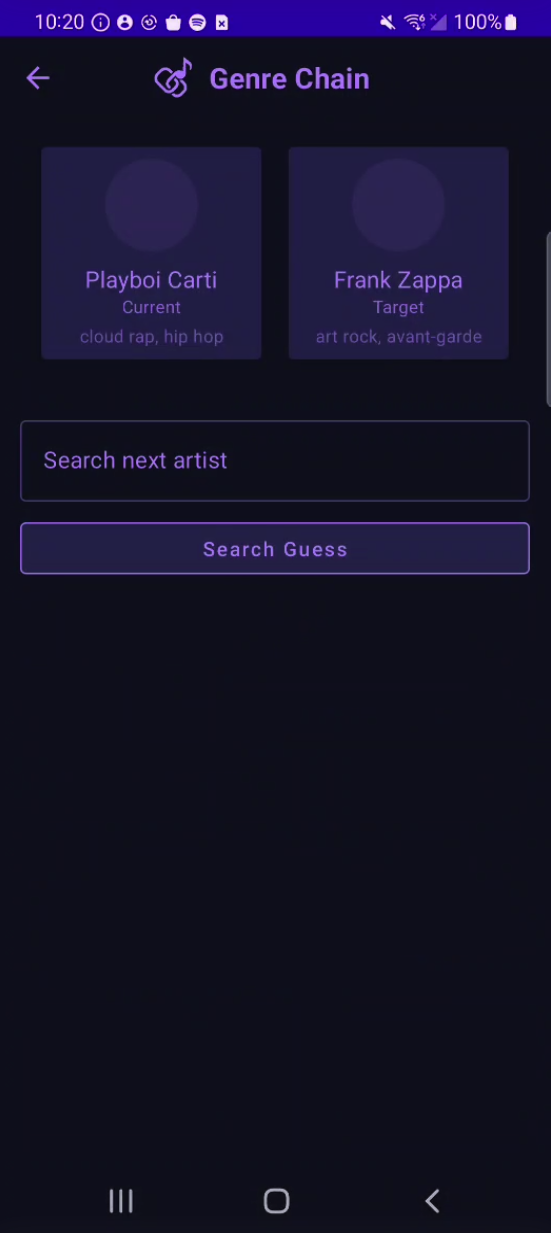 10:20 100%
Genre Chain
Playboi Carti
Current
cloud rap, hip hop
Frank Zappa
Target
art rock, avant-garde
Search next artist
Search Guess